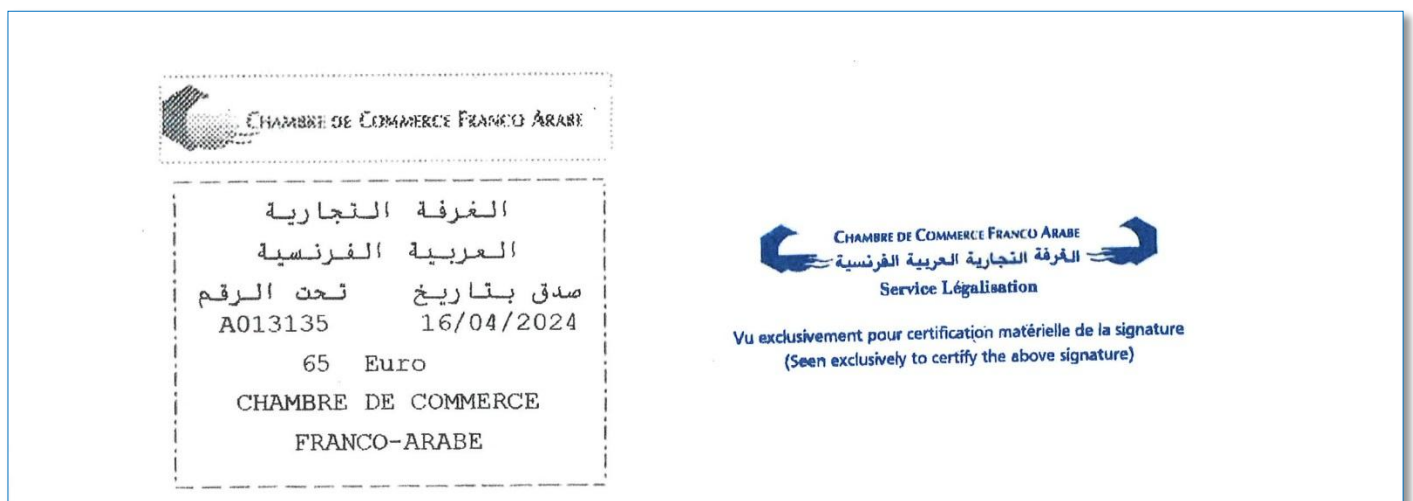 CHAMBRE DE COMMERCE FRANCO ARABE
الغرفة التجارية
العربية الفرنسية
صدق بتاريخ تحت الرقم
A013135 16/04/2024
65 Euro
CHAMBRE DE COMMERCE
FRANCO-ARABE
CHAMBRE DE COMMERCE FRANCO ARABE
الغرفة التجارية العربية الفرنسية
Service Légalisation
Vu exclusivement pour certification matérielle de la signature
(Seen exclusively to certify the above signature)